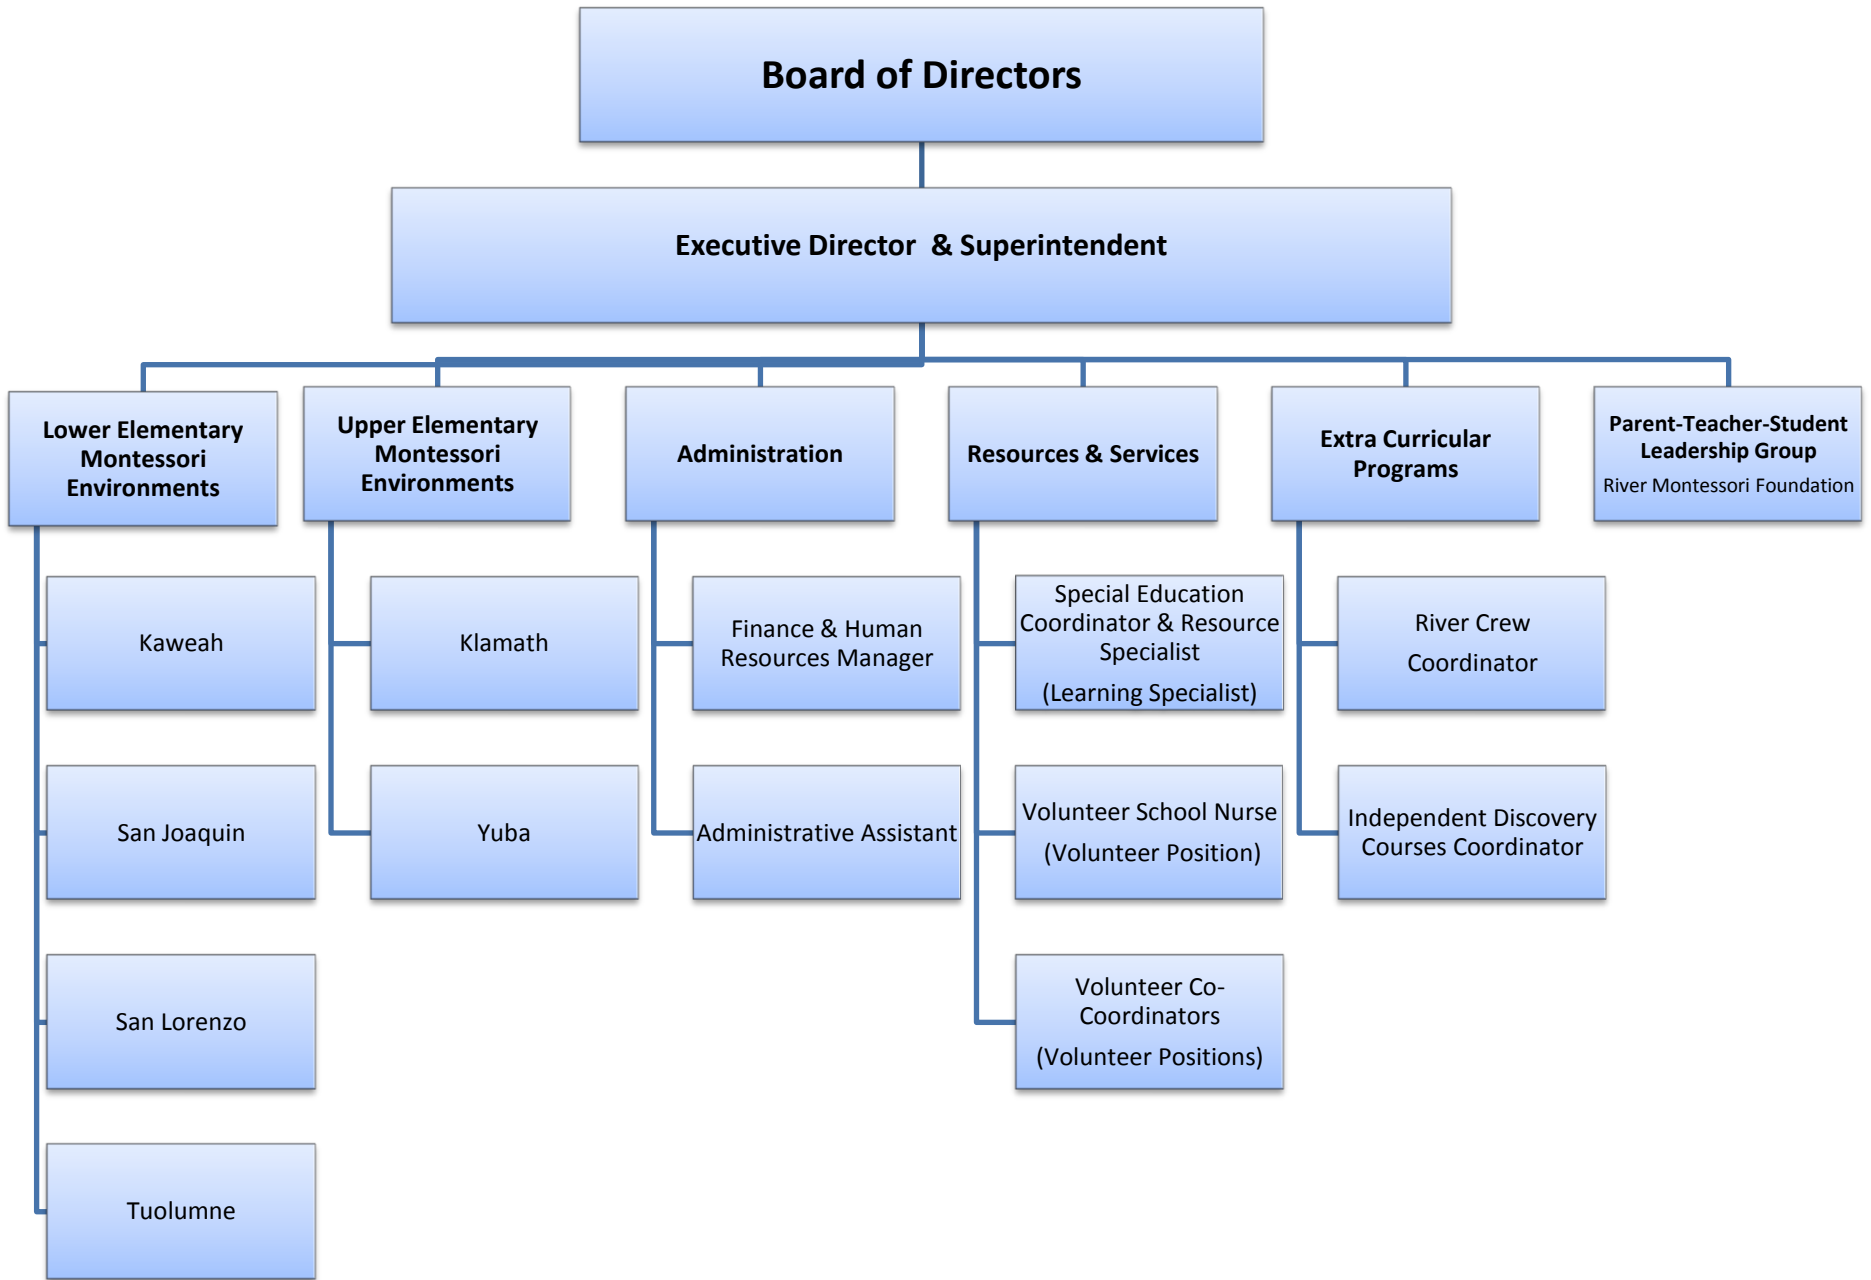 Board of Directors
Executive Director & Superintendent
Lower Elementary
Montessori
Environments
Upper Elementary
Montessori
Environments
Administration
Resources & Services
Extra Curricular
Programs
Parent-Teacher-Student
Leadership Group
River Montessori Foundation
Kaweah
Klamath
Finance & Human
Resources Manager
Special Education
Coordinator & Resource
Specialist
(Learning Specialist)
River Crew
Coordinator
San Joaquin
Yuba
Administrative Assistant
Volunteer School Nurse
(Volunteer Position)
Independent Discovery
Courses Coordinator
San Lorenzo
Volunteer Co-
Coordinators
(Volunteer Positions)
Tuolumne